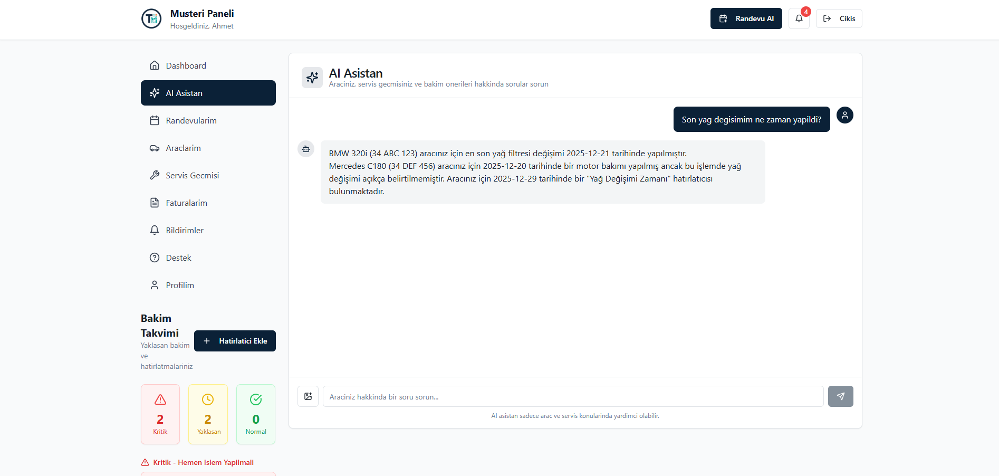 TH
Musteri Paneli
Hosgeldiniz, Ahmet
Randevu Al
4
Cikis
Dashboard
AI Asistan
Randevularim
Araclarim
Servis Gecmisi
Faturalarim
Bildirimler
Destek
Profilim
Bakim
Takvimi
Yaklasan bakim
ve
hatirlatmalariniz
Hatirlatici Ekle
2
Kritik
2
Yaklasan
0
Normal
Kritik - Hemen Islem Yapilmali
AI Asistan
Araciniz, servis gecmisiniz ve bakim onerileri hakkinda sorular sorun
Son yag degisimim ne zaman yapildi?
BMW 320i (34 ABC 123) aracınız için en son yağ filtresi değişimi 2025-12-21 tarihinde yapılmıştır.
Mercedes C180 (34 DEF 456) aracınız için 2025-12-20 tarihinde bir motor bakımı yapılmış ancak bu işlemde yağ
değişimi açıkça belirtilmemiştir. Aracınız için 2025-12-29 tarihinde bir "Yağ Değişimi Zamanı" hatırlatıcısı
bulunmaktadır.
Araciniz hakkinda bir soru sorun...
AI asistan sadece arac ve servis konularinda yardimci olabilir.